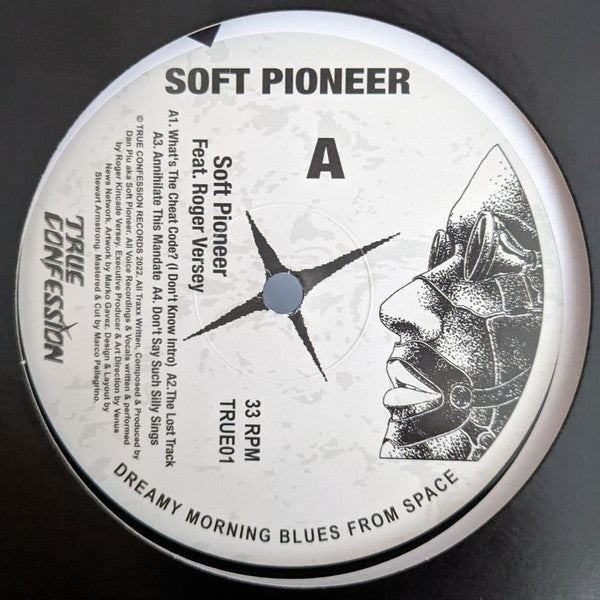 SOFT PIONEER
A
Soft Pioneer
Feat. Roger Versey
A1. What's The Cheat Code? (I Don't Know Intro) A2.The Lost Track
A3. Annihilate This Mandate A4. Don't Say Such Silly Sings
© TRUE CONFESSION RECORDS 2022. All Traxx Written, Composed & Produced by
Dan Piu aka Soft Pioneer. All Voice Recordings & Vocals written & performed
by Roger Kincade Versey. Executive Producer & Art Direction by Venus
News Network. Artwork by Marko Gavez. Design & Layout by
Stewart Armstrong. Mastered & Cut by Marco Pellegrino.
TRUE
CONFESSION
33 RPM
TRUE01
DREAMY MORNING BLUES FROM SPACE